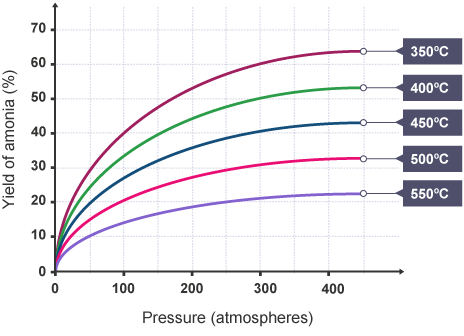 Yield of amonia (%)
70
60
50
40
30
20
10
0
0 100 200 300 400
Pressure (atmospheres)
350ºC
400ºC
450ºC
500ºC
550ºC